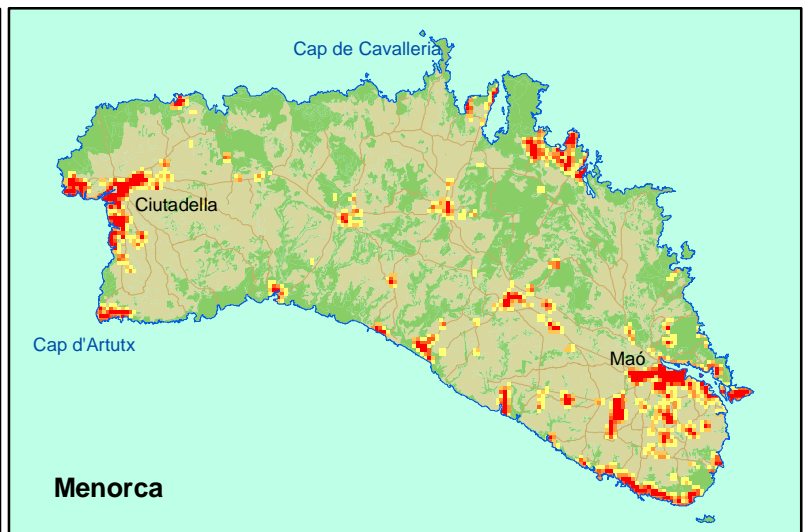 Cap de Cavalleria
Ciutadella
Cap d'Artutx
Maó
Menorca